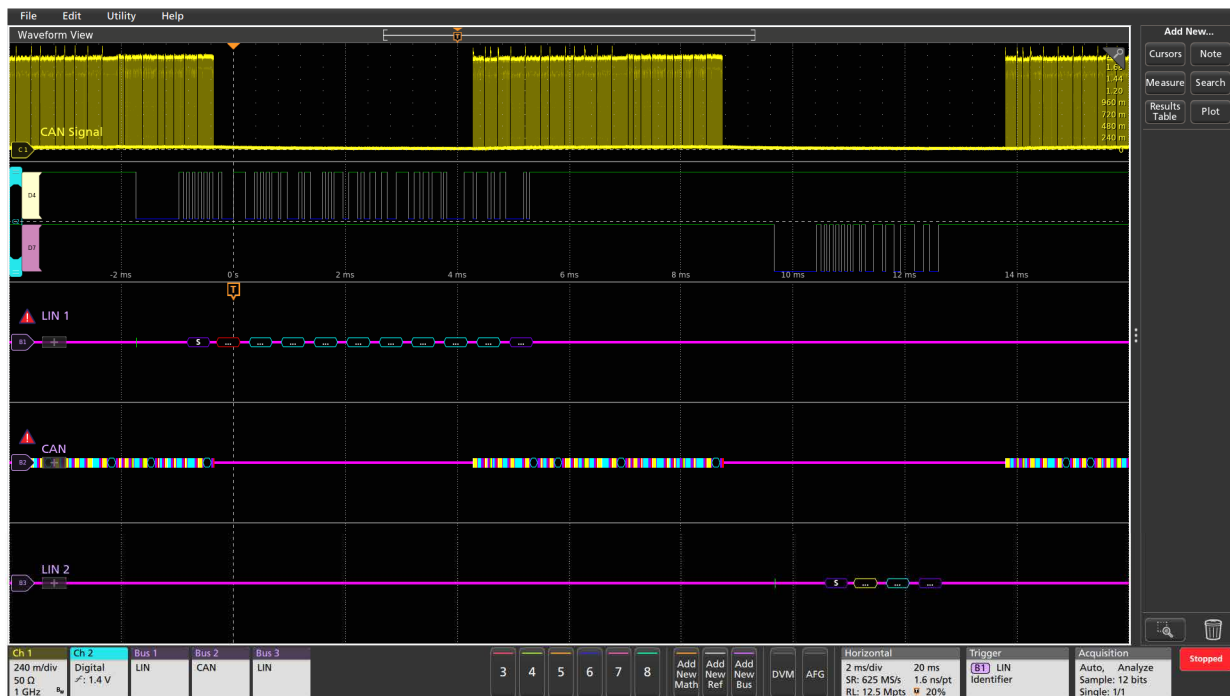 File Edit Utility Help
Waveform View
Add New...
Cursors Note
Measure Search
Results Table Plot
T
1.44
1.20
960 m
720 m
480 m
240 m
0
CAN Signal
C1
D4
D7
-2 ms 0 s 2 ms 4 ms 6 ms 8 ms 10 ms 12 ms 14 ms
T
LIN 1
B1 + S ... ... ... ... ... ... ... ... ... ...
CAN
B2 +
LIN 2
B3 + S ... ... ...
Ch 1
240 m/div
50 Ω
1 GHz
Ch 2
Digital
: 1.4 V
Bus 1
LIN
Bus 2
CAN
Bus 3
LIN
3 4 5 6 7 8
Add New Math
Add New Ref
Add New Bus
DVM AFG
Horizontal
2 ms/div 20 ms
SR: 625 MS/s 1.6 ns/pt
RL: 12.5 Mpts 20%
Trigger
B1 LIN
Identifier
Acquisition
Auto, Analyze
Sample: 12 bits
Single: 1/1
Stopped